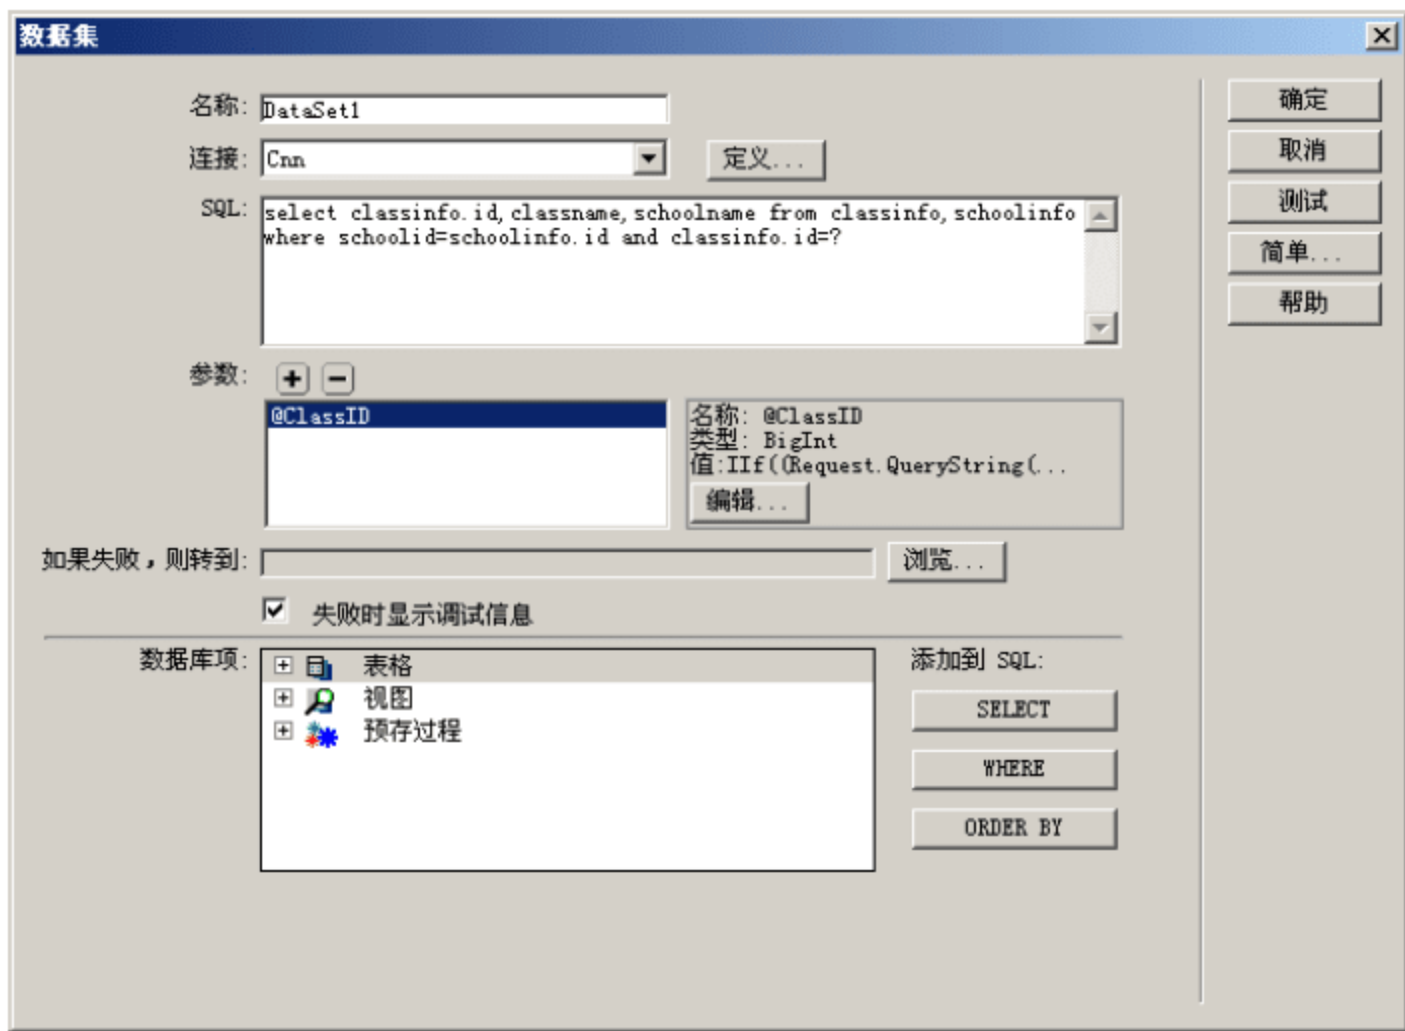 数据集
名称: DataSet1
连接: Cnn 定义...
SQL: select classinfo.id,classname,schoolname from classinfo,schoolinfo
where schoolid=schoolinfo.id and classinfo.id=?
参数:
@ClassID
名称: @ClassID
类型: BigInt
值:IIf((Request.QueryString(...
编辑...
如果失败,则转到: 浏览...
失败时显示调试信息
数据库项:
表格
视图
预存过程
添加到 SQL:
SELECT
WHERE
ORDER BY
确定
取消
测试
简单...
帮助